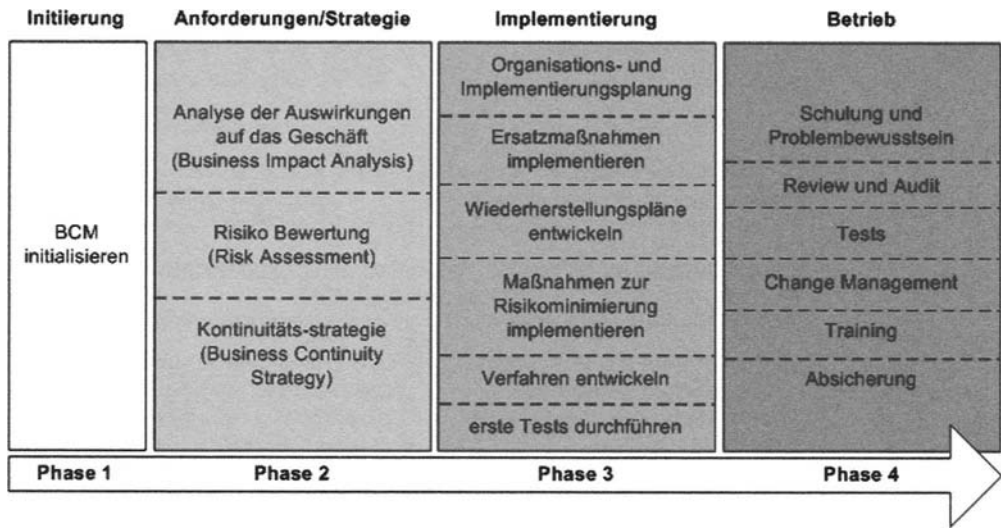 Initiierung
Anforderungen/Strategie
Implementierung
Betrieb
BCM
initialisieren
Analyse der Auswirkungen
auf das Geschäft
(Business Impact Analysis)
Risiko Bewertung
(Risk Assessment)
Kontinuitäts-strategie
(Business Continuity
Strategy)
Organisations- und
Implementierungsplanung
Ersatzmaßnahmen
implementieren
Wiederherstellungspläne
entwickeln
Maßnahmen zur
Risikominimierung
implementieren
Verfahren entwickeln
erste Tests durchführen
Schulung und
Problembewusstsein
Review und Audit
Tests
Change Management
Training
Absicherung
Phase 1
Phase 2
Phase 3
Phase 4